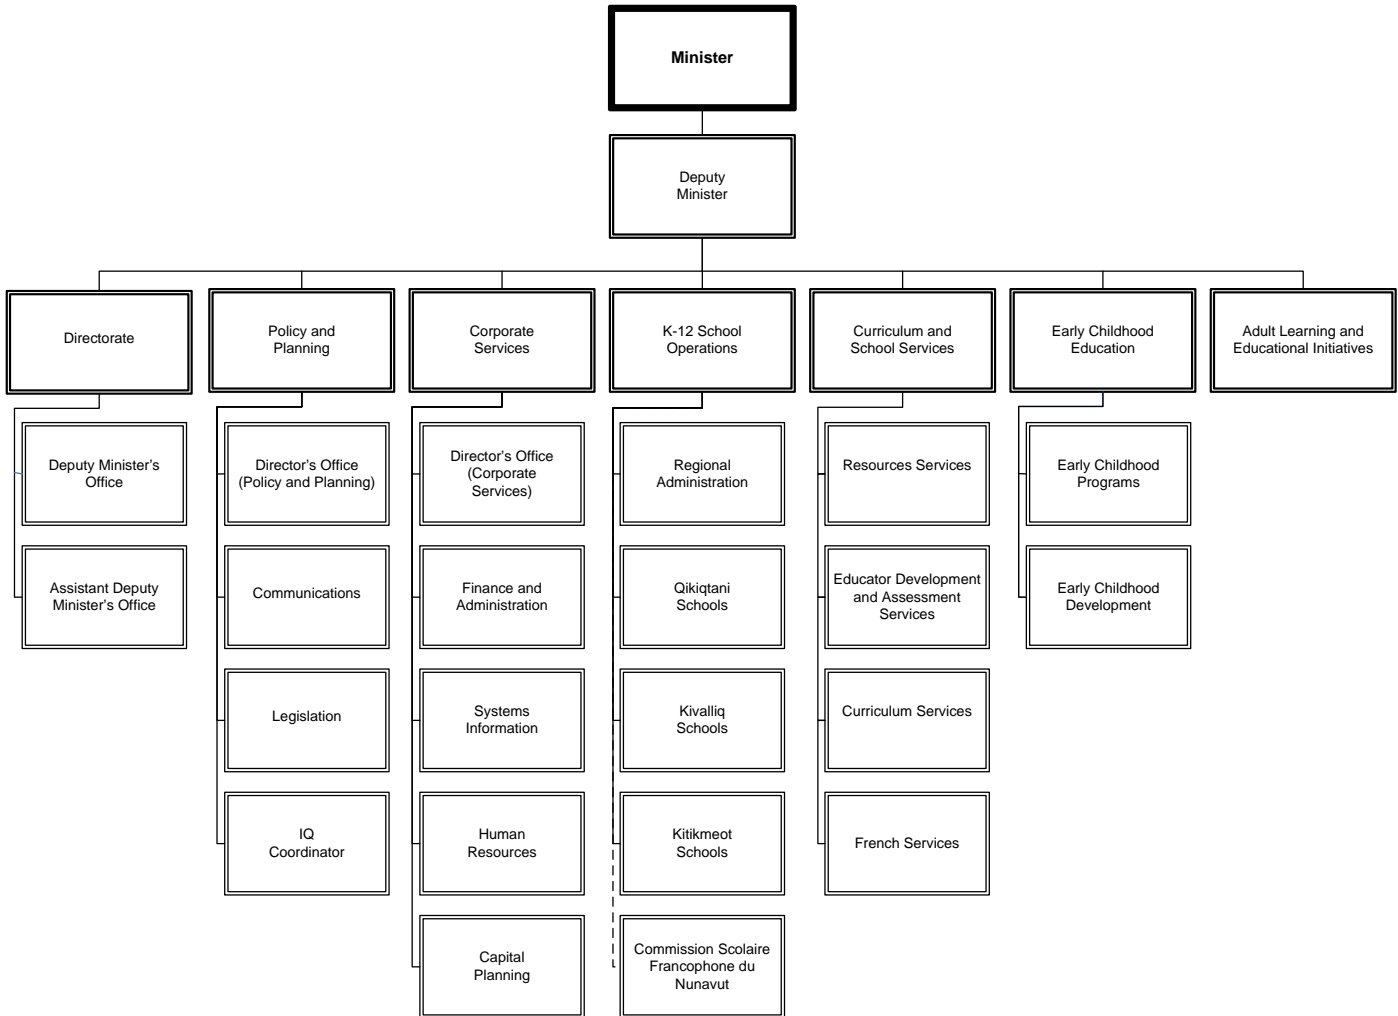 Minister
Deputy
Minister
Directorate
Policy and
Planning
Corporate
Services
K-12 School
Operations
Curriculum and
School Services
Early Childhood
Education
Adult Learning and
Educational Initiatives
Deputy Minister's
Office
Director's Office
(Policy and Planning)
Director's Office
(Corporate
Services)
Regional
Administration
Resources Services
Early Childhood
Programs
Assistant Deputy
Minister's Office
Communications
Finance and
Administration
Qikiqtani
Schools
Educator Development
and Assessment
Services
Early Childhood
Development
Legislation
Systems
Information
Kivalliq
Schools
Curriculum Services
IQ
Coordinator
Human
Resources
Kitikmeot
Schools
French Services
Capital
Planning
Commission Scolaire
Francophone du
Nunavut